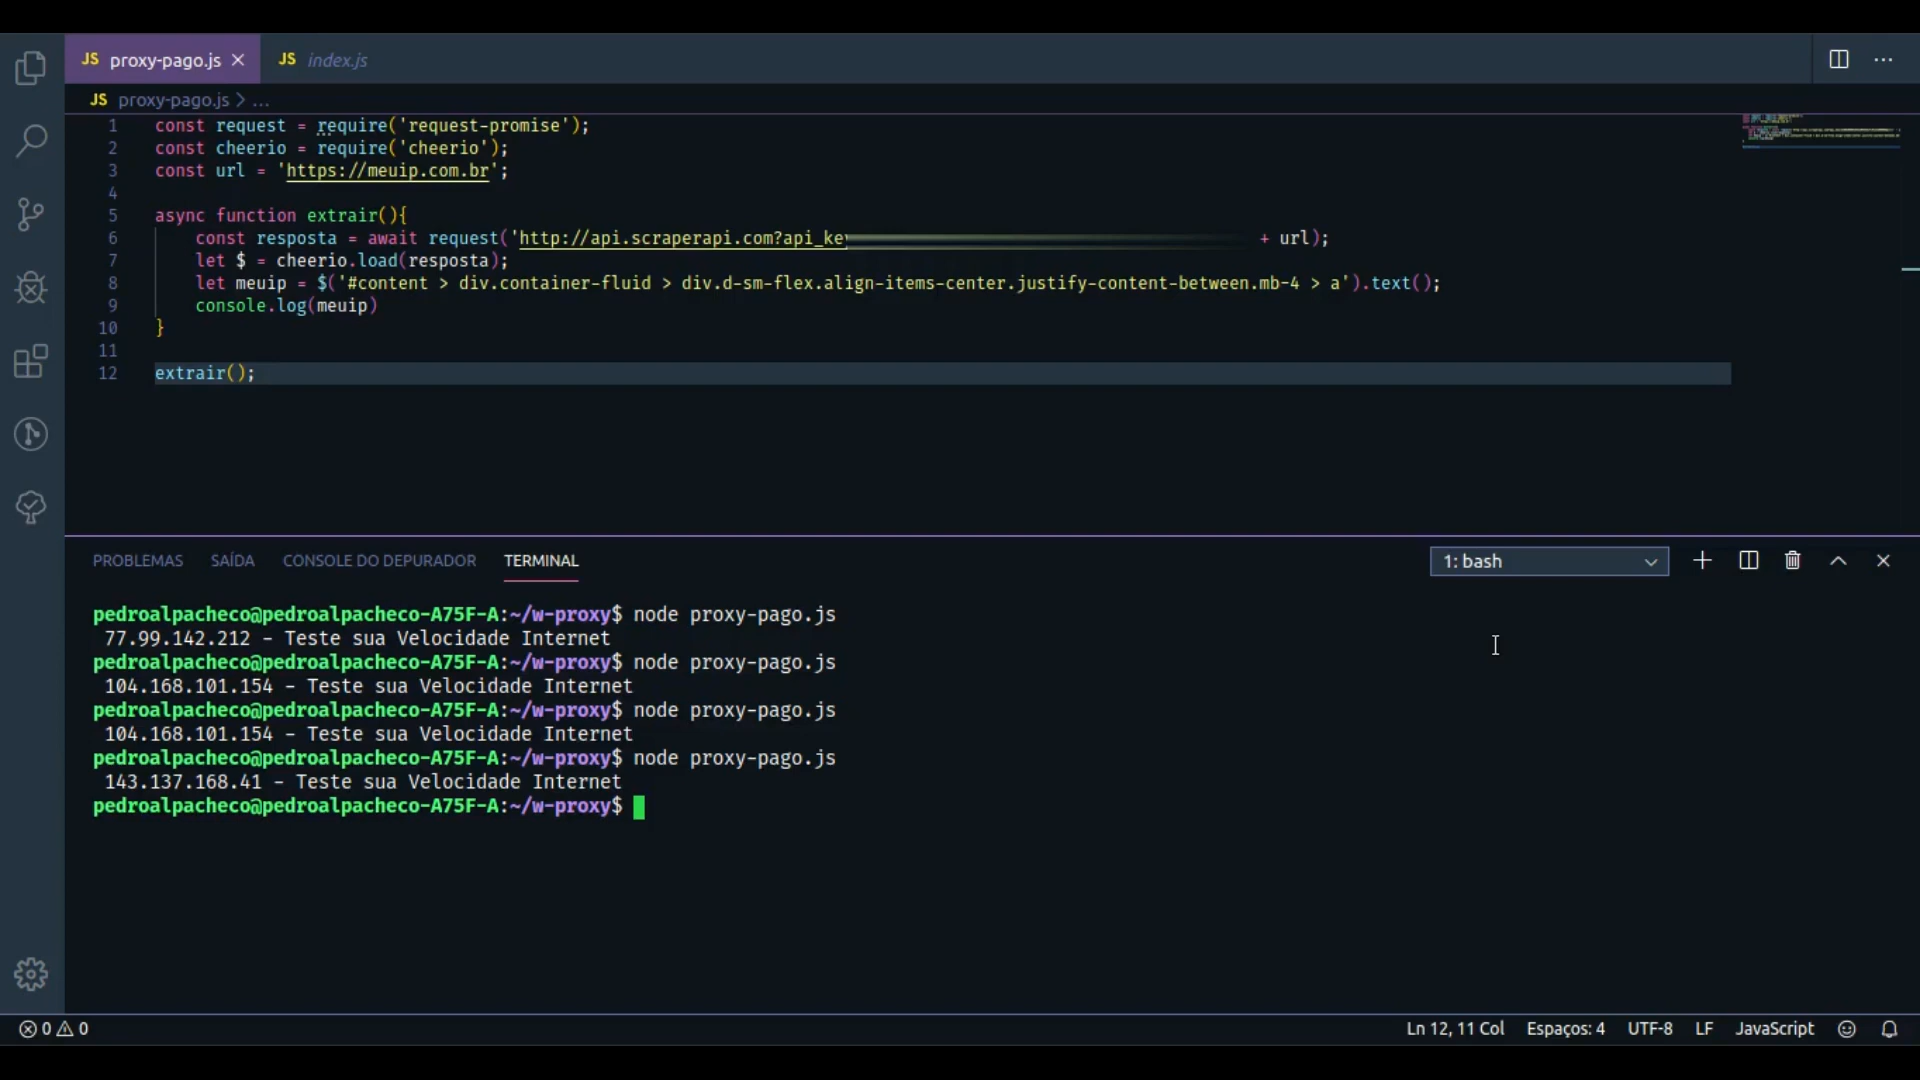 JS proxy-pago.js JS index.js
JS proxy-pago.js > ...
1 const request = require('request-promise');
2 const cheerio = require('cheerio');
3 const url = 'https://meuip.com.br';
4
5 async function extrair(){
6 const resposta = await request('http://api.scraperapi.com?api_ke + url);
7 let $ = cheerio.load(resposta);
8 let meuip = $('#content > div.container-fluid > div.d-sm-flex.align-items-center.justify-content-between.mb-4 > a').text();
9 console.log(meuip)
10 }
11
12 extrair();
PROBLEMAS SAÍDA CONSOLE DO DEPURADOR TERMINAL 1: bash
pedroalpacheco@pedroalpacheco-A75F-A:~/w-proxy$ node proxy-pago.js
77.99.142.212 - Teste sua Velocidade Internet
pedroalpacheco@pedroalpacheco-A75F-A:~/w-proxy$ node proxy-pago.js
104.168.101.154 - Teste sua Velocidade Internet
pedroalpacheco@pedroalpacheco-A75F-A:~/w-proxy$ node proxy-pago.js
104.168.101.154 - Teste sua Velocidade Internet
pedroalpacheco@pedroalpacheco-A75F-A:~/w-proxy$ node proxy-pago.js
143.137.168.41 - Teste sua Velocidade Internet
pedroalpacheco@pedroalpacheco-A75F-A:~/w-proxy$
0 0 Ln 12, 11 Col Espaços: 4 UTF-8 LF JavaScript